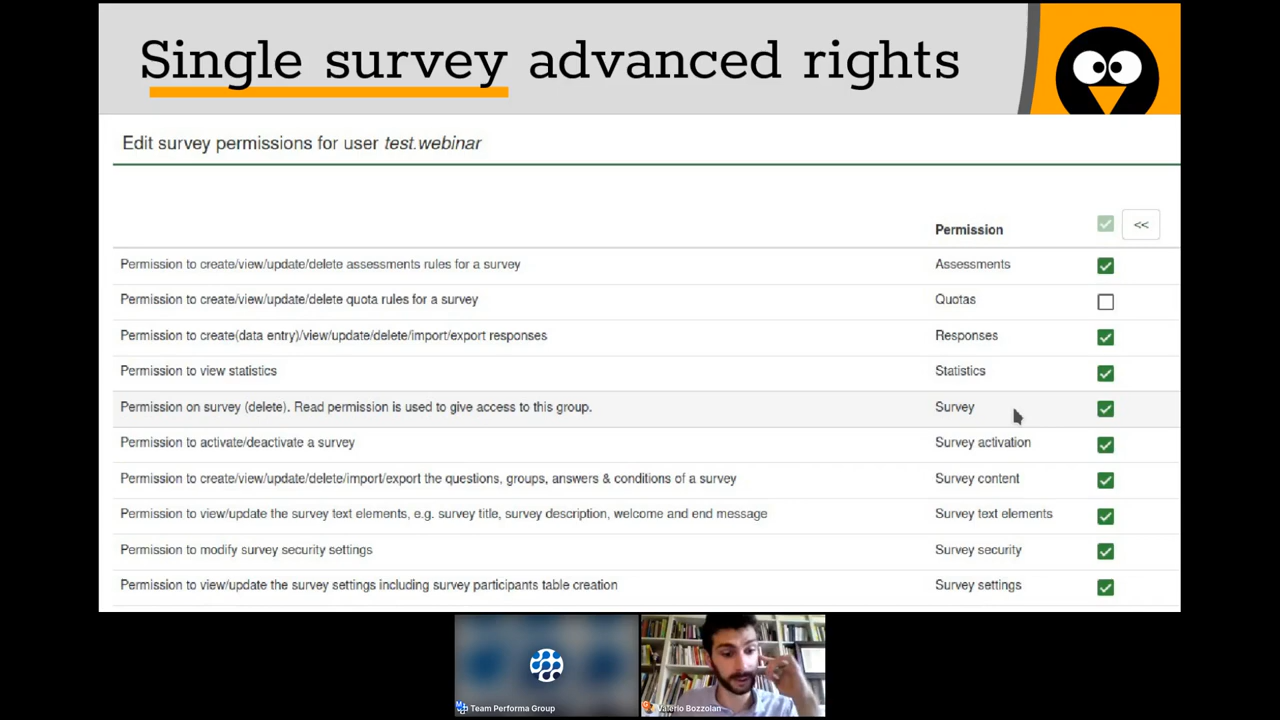 Single survey advanced rights
Edit survey permissions for user test.webinar
Permission
<<
Permission to create/view/update/delete assessments rules for a survey Assessments
Permission to create/view/update/delete quota rules for a survey Quotas
Permission to create(data entry)/view/update/delete/import/export responses Responses
Permission to view statistics Statistics
Permission on survey (delete). Read permission is used to give access to this group. Survey
Permission to activate/deactivate a survey Survey activation
Permission to create/view/update/delete/import/export the questions, groups, answers & conditions of a survey Survey content
Permission to view/update the survey text elements, e.g. survey title, survey description, welcome and end message Survey text elements
Permission to modify survey security settings Survey security
Permission to view/update the survey settings including survey participants table creation Survey settings
Team Performa Group
Valerio Bozzolan